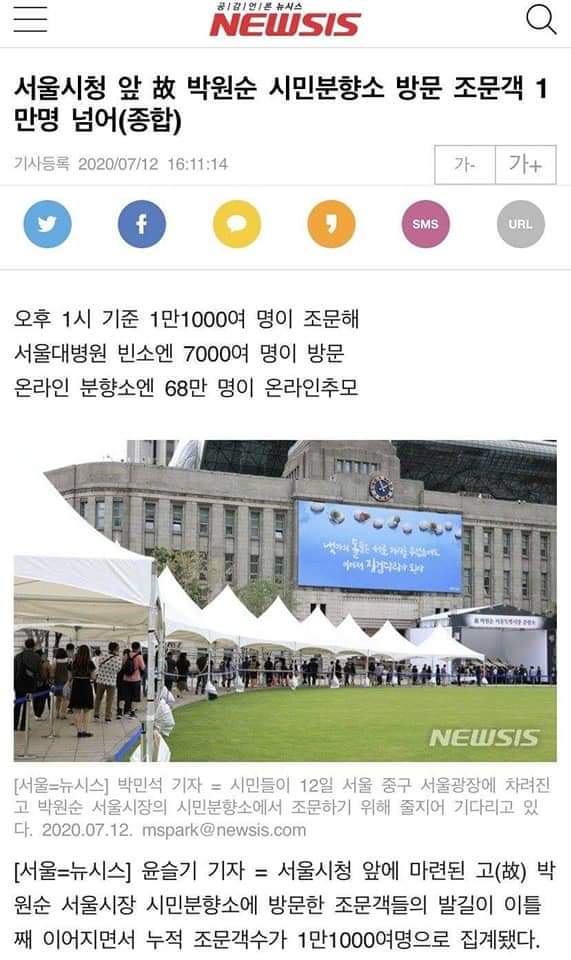 공|감|언|론 뉴시스
NEWSIS
서울시청 앞 故 박원순 시민분향소 방문 조문객 1
만명 넘어(종합)
기사등록 2020/07/12 16:11:14
가- 가+
SMS URL
오후 1시 기준 1만1000여 명이 조문해
서울대병원 빈소엔 7000여 명이 방문
온라인 분향소엔 68만 명이 온라인추모
NEWSIS
[서울=뉴시스] 박민석 기자 = 시민들이 12일 서울 중구 서울광장에 차려진
고 박원순 서울시장의 시민분향소에서 조문하기 위해 줄지어 기다리고 있
다. 2020.07.12. mspark@newsis.com
[서울=뉴시스] 윤슬기 기자 = 서울시청 앞에 마련된 고(故) 박
원순 서울시장 시민분향소에 방문한 조문객들의 발길이 이틀
째 이어지면서 누적 조문객수가 1만1000여명으로 집계됐다.